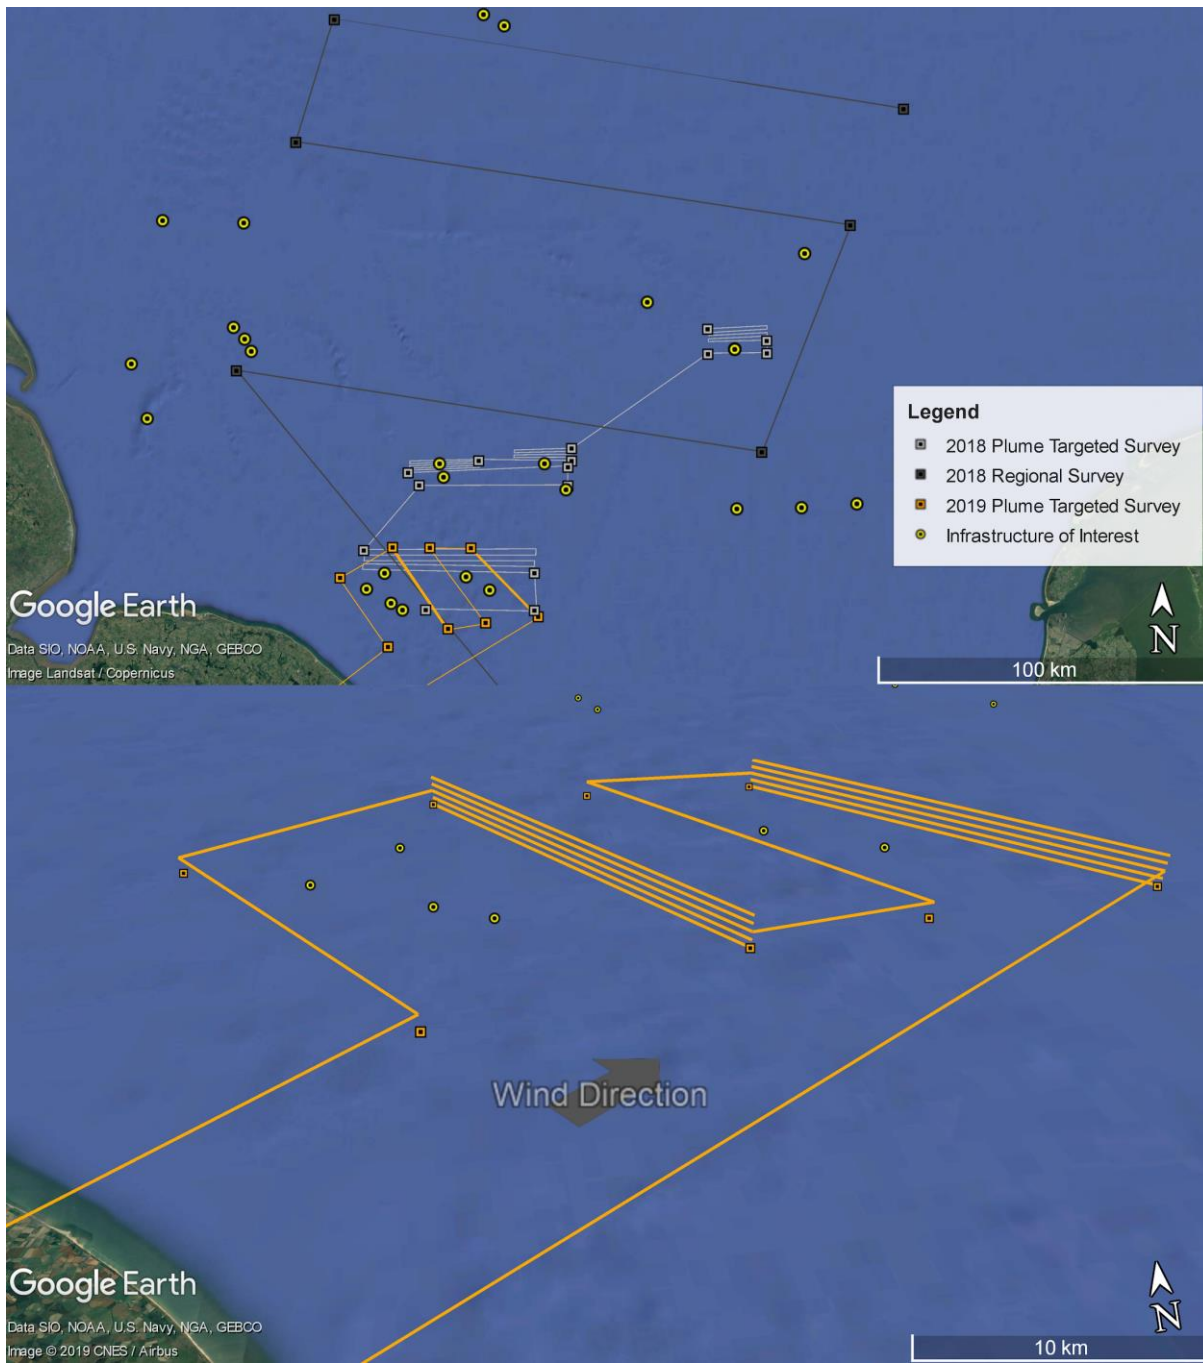 Legend
2018 Plume Targeted Survey
2018 Regional Survey
2019 Plume Targeted Survey
Infrastructure of Interest
Google Earth
Data SIO, NOAA, U.S. Navy, NGA, GEBCO
Image Landsat / Copernicus
N
100 km
Wind Direction
Google Earth
Data SIO, NOAA, U.S. Navy, NGA, GEBCO
Image © 2019 CNES / Airbus
N
10 km